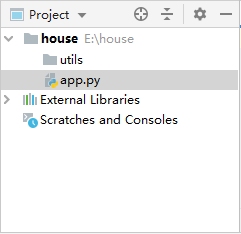 Project
house E:\house
utils
app.py
External Libraries
Scratches and Consoles